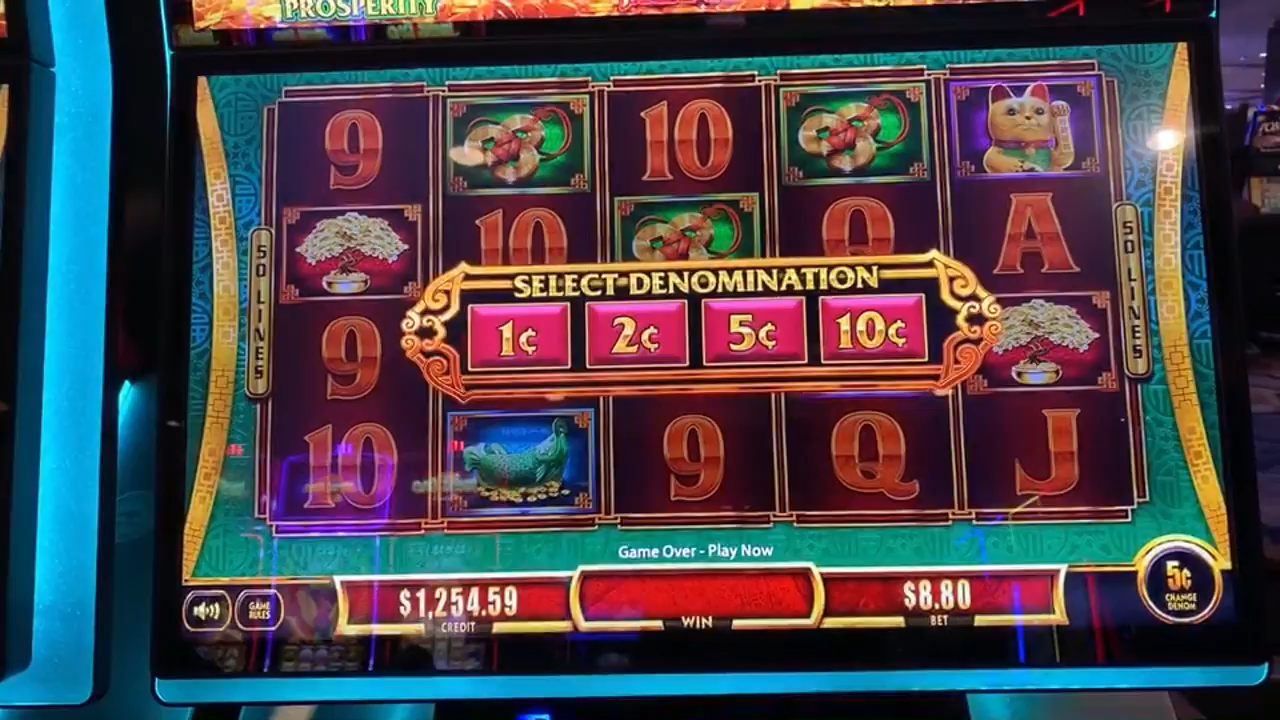 PROSPERITY
9
10
10
Q
A
50 LINES
50 LINES
SELECT DENOMINATION
1¢
2¢
5¢
10¢
9
10
9
Q
J
Game Over - Play Now
$1,254.59
CREDIT
WIN
$8.80
BET
GAME
RULES
5¢
CHANGE
DENOM